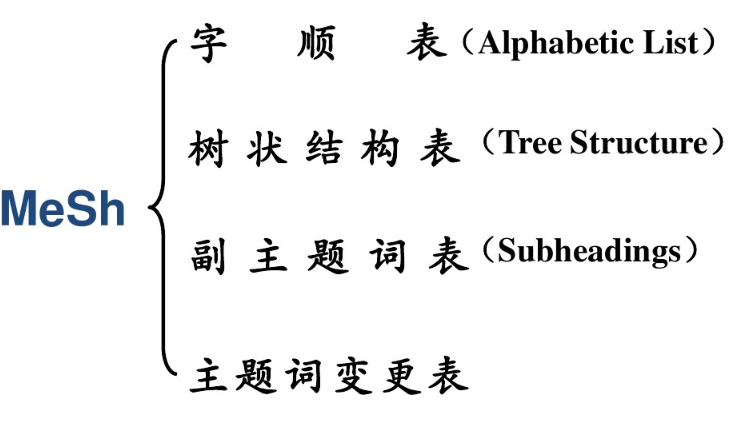 字顺表（Alphabetic List）
树状结构表（Tree Structure）
MeSh
副主题词表（Subheadings）
主题词变更表